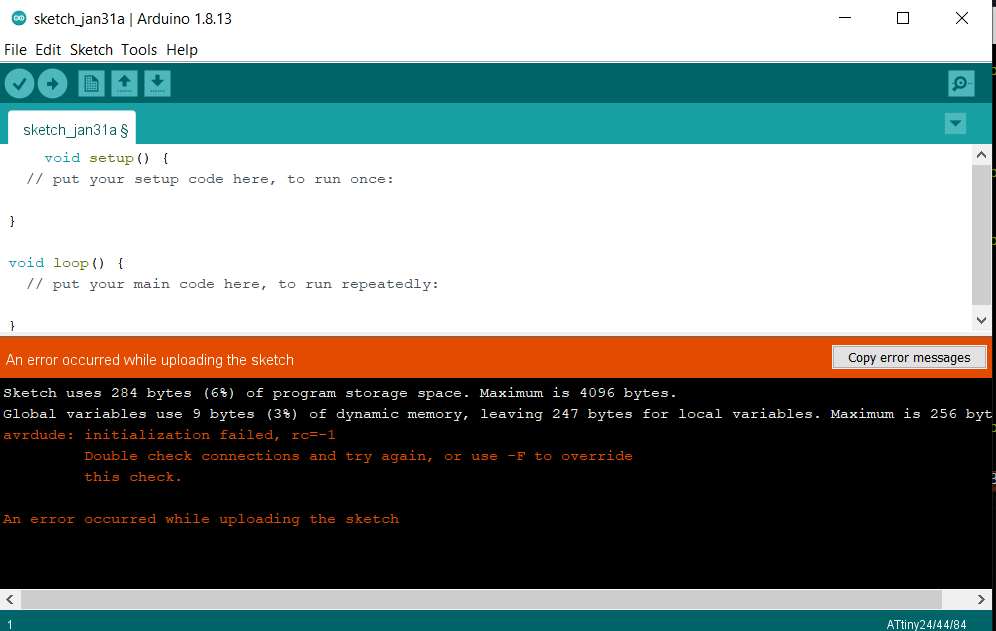 sketch_jan31a | Arduino 1.8.13
File Edit Sketch Tools Help
sketch_jan31a §
void setup() {
// put your setup code here, to run once:
}
void loop() {
// put your main code here, to run repeatedly:
}
An error occurred while uploading the sketch
Copy error messages
Sketch uses 284 bytes (6%) of program storage space. Maximum is 4096 bytes.
Global variables use 9 bytes (3%) of dynamic memory, leaving 247 bytes for local variables. Maximum is 256 byt
avrdude: initialization failed, rc=-1
Double check connections and try again, or use -F to override
this check.
An error occurred while uploading the sketch
1
ATtiny24/44/84